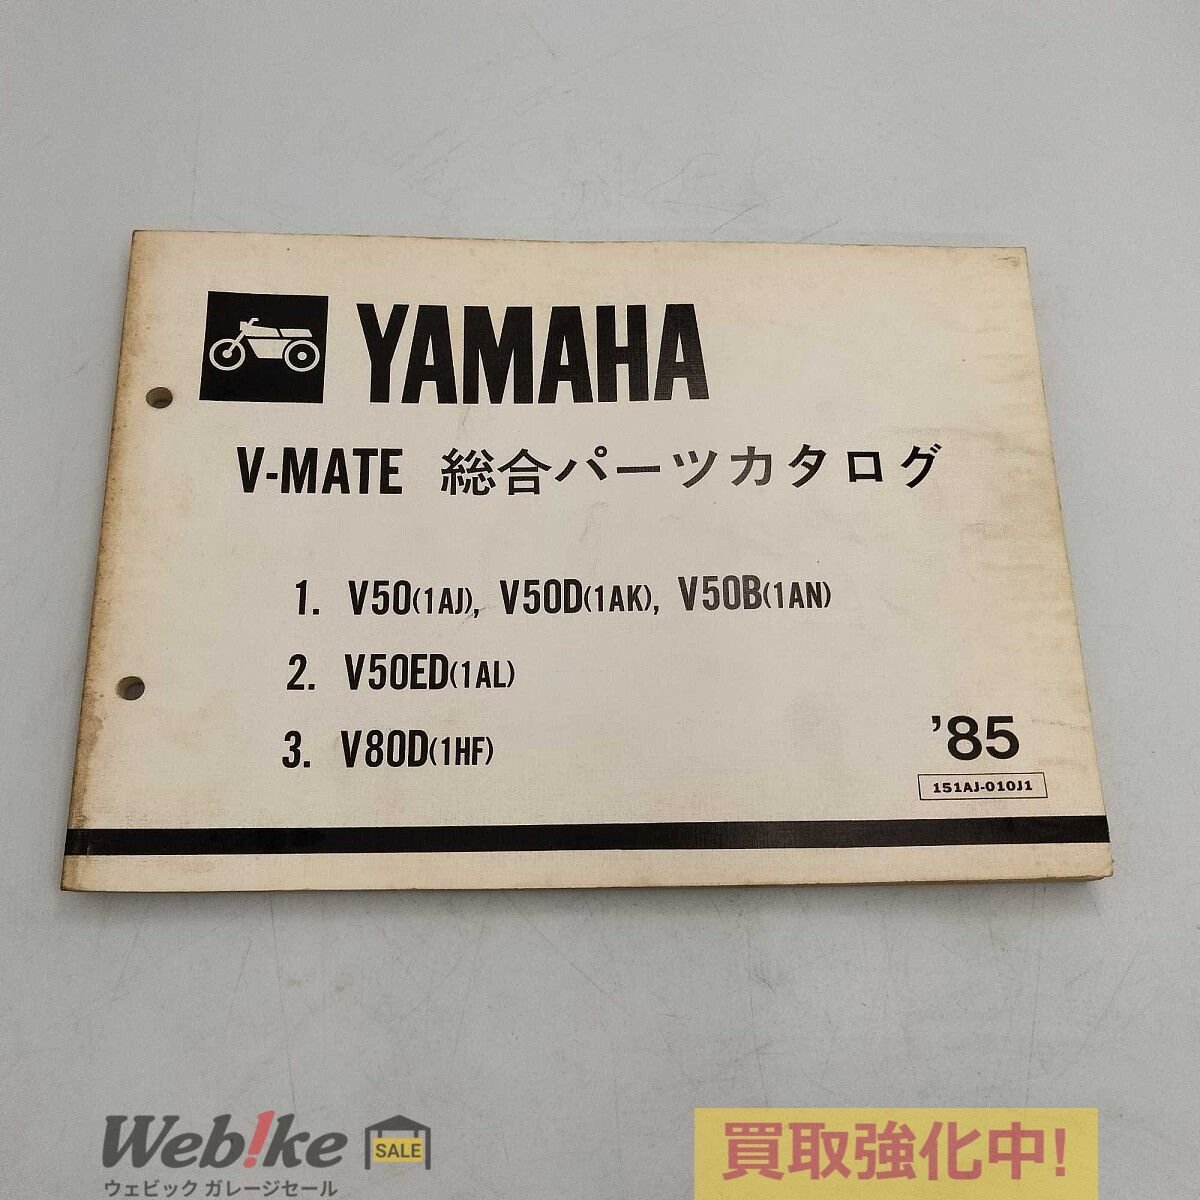 YAMAHA
V-MATE 総合パーツカタログ
1. V50(1AJ), V50D(1AK), V50B(1AN)
2. V50ED(1AL)
3. V80D(1HF)
'85
151AJ-010J1
Web!ke SALE
ウェビック ガレージセール
買取強化中!